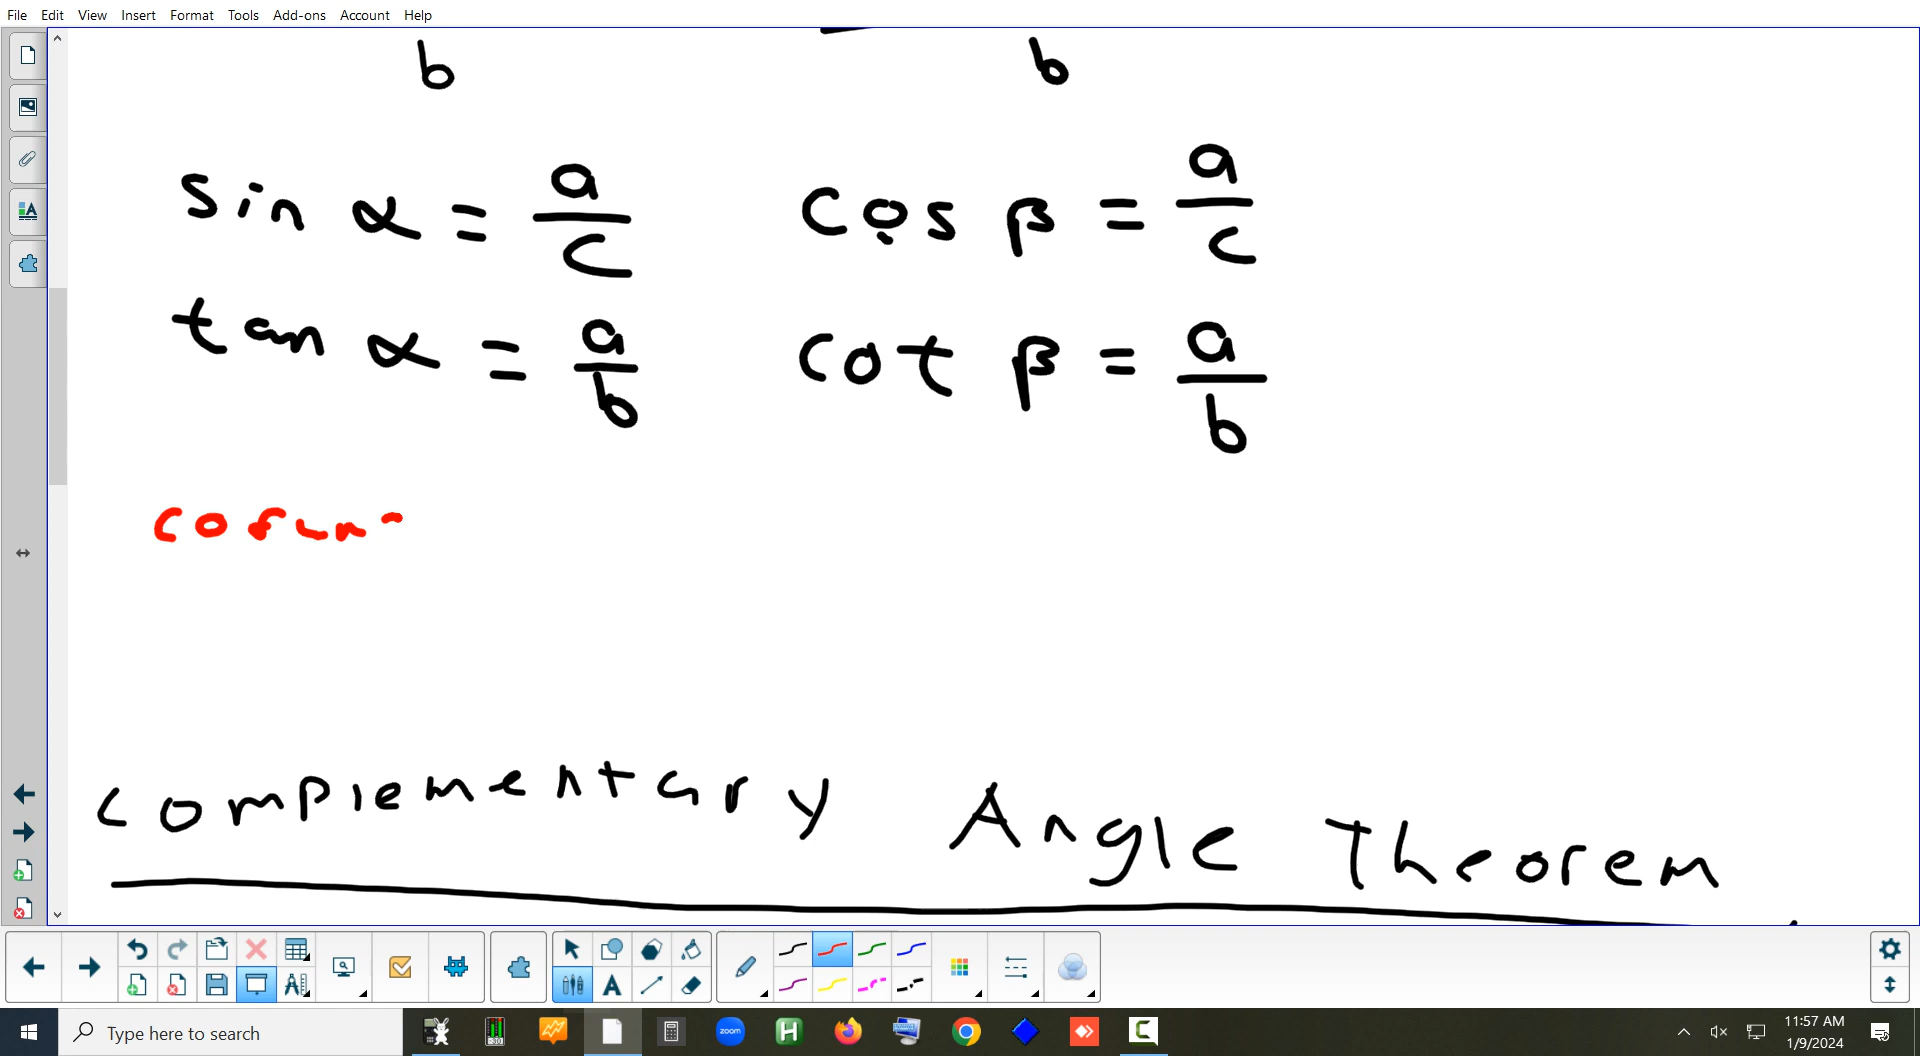 File Edit View Insert Format Tools Add-ons Account Help
b b
sin α = a/c cos β = a/c
tan α = a/b cot β = a/b
cofun
Complementary Angle Theorem
Type here to search
zoom
11:57 AM
1/9/2024